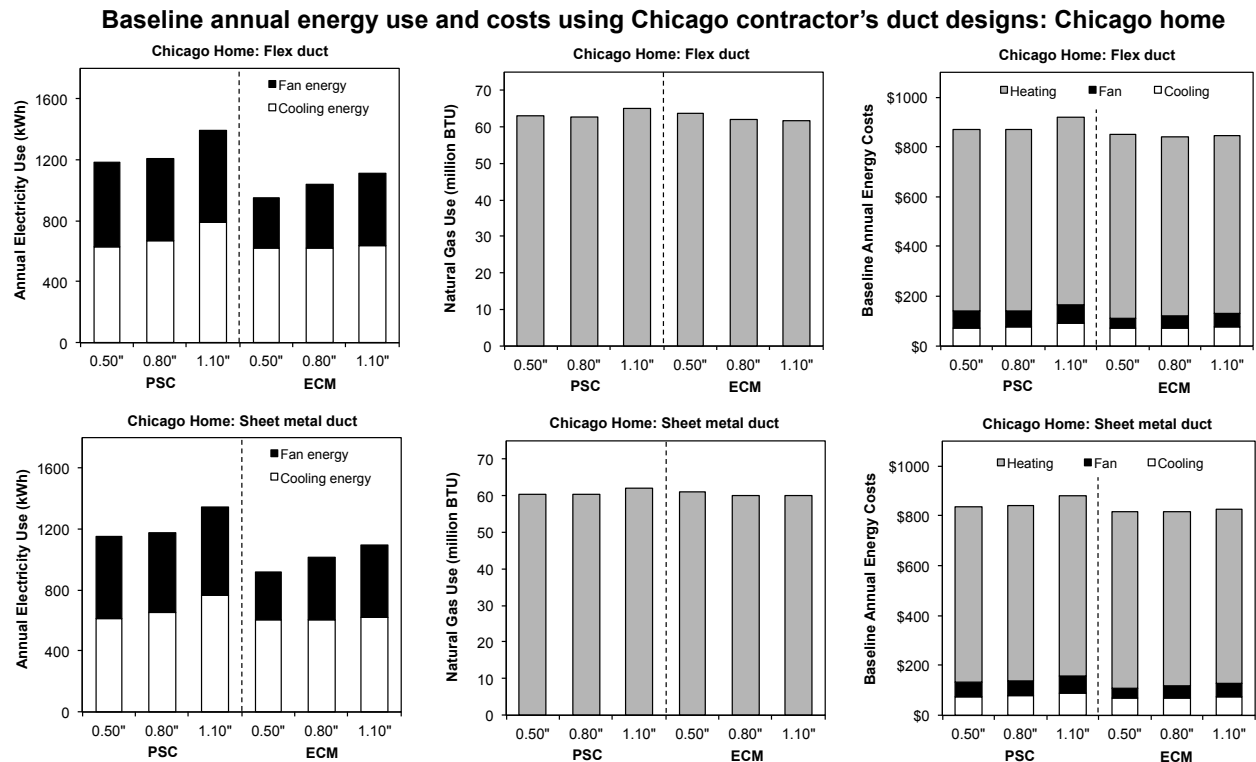 Baseline annual energy use and costs using Chicago contractor's duct designs: Chicago home
Chicago Home: Flex duct
Annual Electricity Use (kWh)
1600
1200
800
400
0
Fan energy
Cooling energy
0.50" 0.80" 1.10" 0.50" 0.80" 1.10"
PSC ECM
Chicago Home: Flex duct
Natural Gas Use (million BTU)
70
60
50
40
30
20
10
0
0.50" 0.80" 1.10" 0.50" 0.80" 1.10"
PSC ECM
Chicago Home: Flex duct
Baseline Annual Energy Costs
$1000
$800
$600
$400
$200
$0
Heating Fan Cooling
0.50" 0.80" 1.10" 0.50" 0.80" 1.10"
PSC ECM
Chicago Home: Sheet metal duct
Annual Electricity Use (kWh)
1600
1200
800
400
0
Fan energy
Cooling energy
0.50" 0.80" 1.10" 0.50" 0.80" 1.10"
PSC ECM
Chicago Home: Sheet metal duct
Natural Gas Use (million BTU)
70
60
50
40
30
20
10
0
0.50" 0.80" 1.10" 0.50" 0.80" 1.10"
PSC ECM
Chicago Home: Sheet metal duct
Baseline Annual Energy Costs
$1000
$800
$600
$400
$200
$0
Heating Fan Cooling
0.50" 0.80" 1.10" 0.50" 0.80" 1.10"
PSC ECM